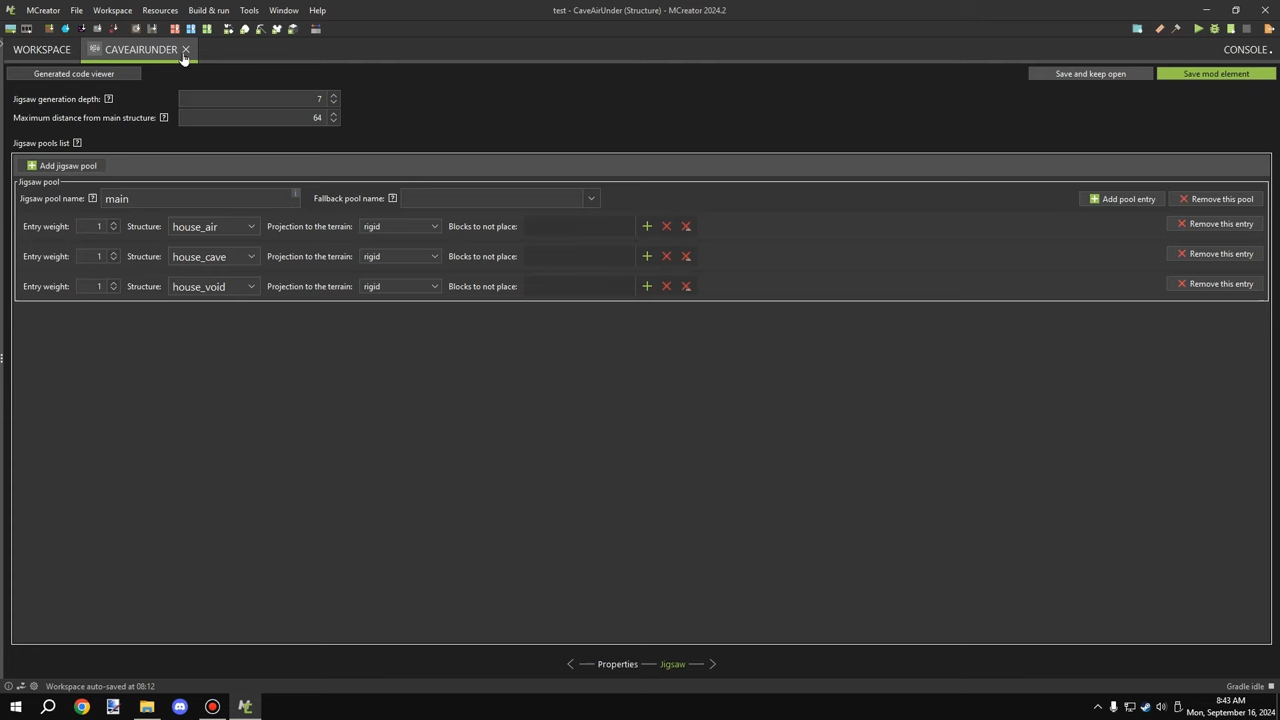 MCreator File Workspace Resources Build & run Tools Window Help test - CaveAirUnder (Structure) - MCreator 2024.2
WORKSPACE CAVEAIRUNDER CONSOLE
Generated code viewer Save and keep open Save mod element
Jigsaw generation depth: ? 7
Maximum distance from main structure: ? 64
Jigsaw pools list ?
Add jigsaw pool
Jigsaw pool
Jigsaw pool name: ? main Fallback pool name: ? Add pool entry Remove this pool
Entry weight: 1 Structure: house_air Projection to the terrain: rigid Blocks to not place: Remove this entry
Entry weight: 1 Structure: house_cave Projection to the terrain: rigid Blocks to not place: Remove this entry
Entry weight: 1 Structure: house_void Projection to the terrain: rigid Blocks to not place: Remove this entry
Properties Jigsaw
Workspace auto-saved at 08:12 Gradle idle
8:43 AM
Mon, September 16, 2024